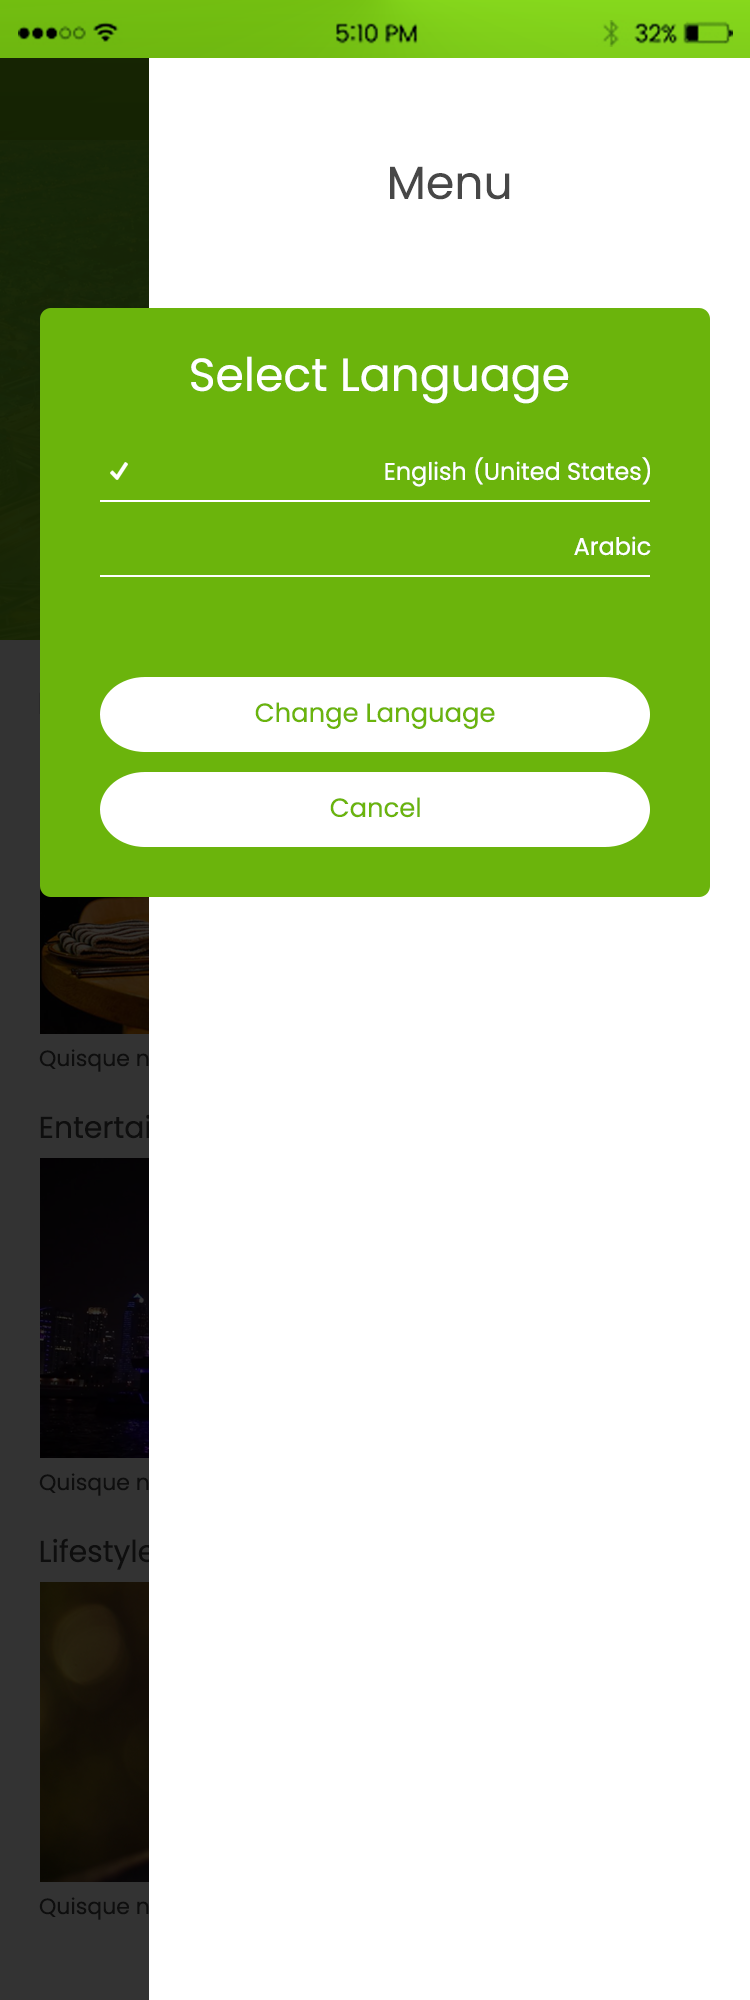 5:10 PM 32%
Menu
Select Language
English (United States)
Arabic
Change Language
Cancel
Quisque n
Entertai
Quisque n
Lifestyle
Quisque n